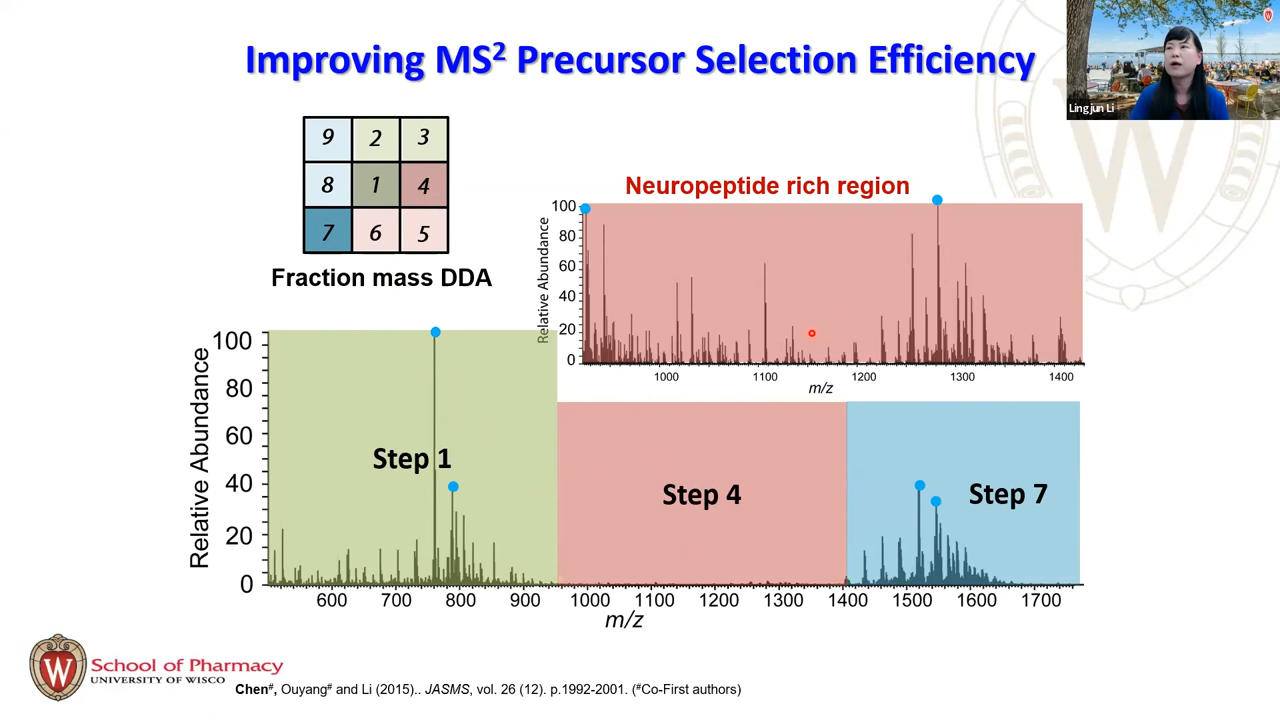 Improving MS² Precursor Selection Efficiency
Lingjun Li
9 2 3
8 1 4
7 6 5
Fraction mass DDA
Neuropeptide rich region
Relative Abundance
100
80
60
40
20
0
1000 1100 1200 1300 1400
m/z
Relative Abundance
100
80
60
40
20
0
Step 1
Step 4
Step 7
600 700 800 900 1000 1100 1200 1300 1400 1500 1600 1700
m/z
W
School of Pharmacy
UNIVERSITY OF WISCO
Chen#, Ouyang# and Li (2015).. JASMS, vol. 26 (12). p.1992-2001. (#Co-First authors)